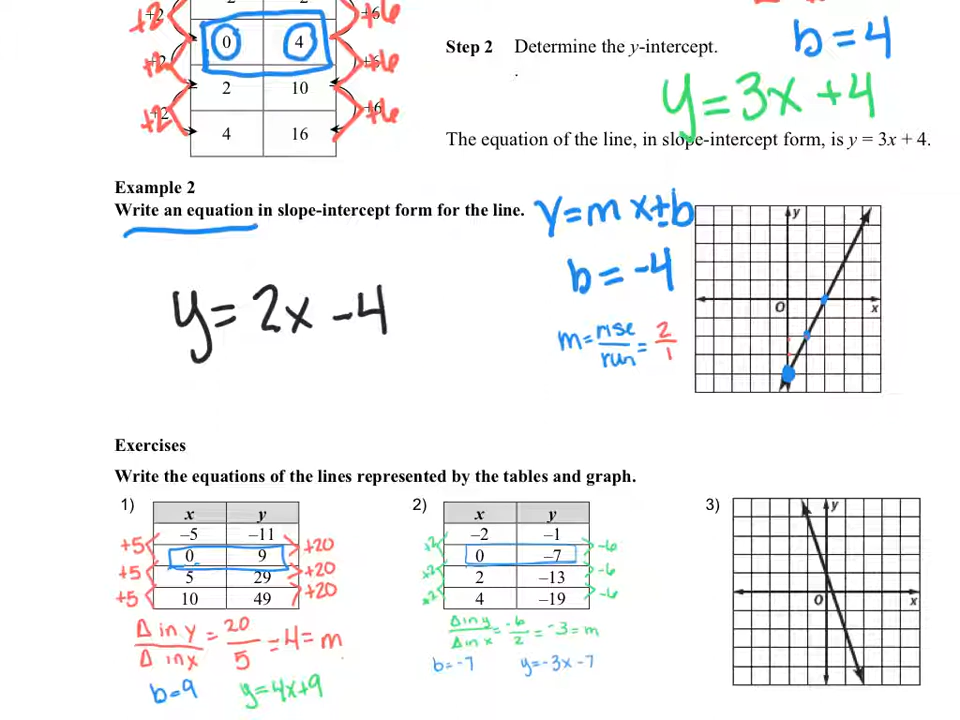 +2 +6
0 4
b = 4
Step 2 Determine the y-intercept.
+2 +6
2 10
y = 3x + 4
+2 +6
4 16
The equation of the line, in slope-intercept form, is y = 3x + 4.
Example 2
Write an equation in slope-intercept form for the line.
y = mx ± b
y
b = -4
y = 2x - 4
O x
m = rise/run = 2/1
Exercises
Write the equations of the lines represented by the tables and graph.
1) 2) 3)
x y
–5 –11
0 9
5 29
10 49
+5 +20
+5 +20
+5 +20
Δ in y / Δ in x = 20/5 = 4 = m
b=9 y=4x+9
x y
–2 –1
0 –7
2 –13
4 –19
+2 -6
+2 -6
+2 -6
Δ in y / Δ in x = -6/2 = -3 = m
b=-7 y=-3x-7
y
O x